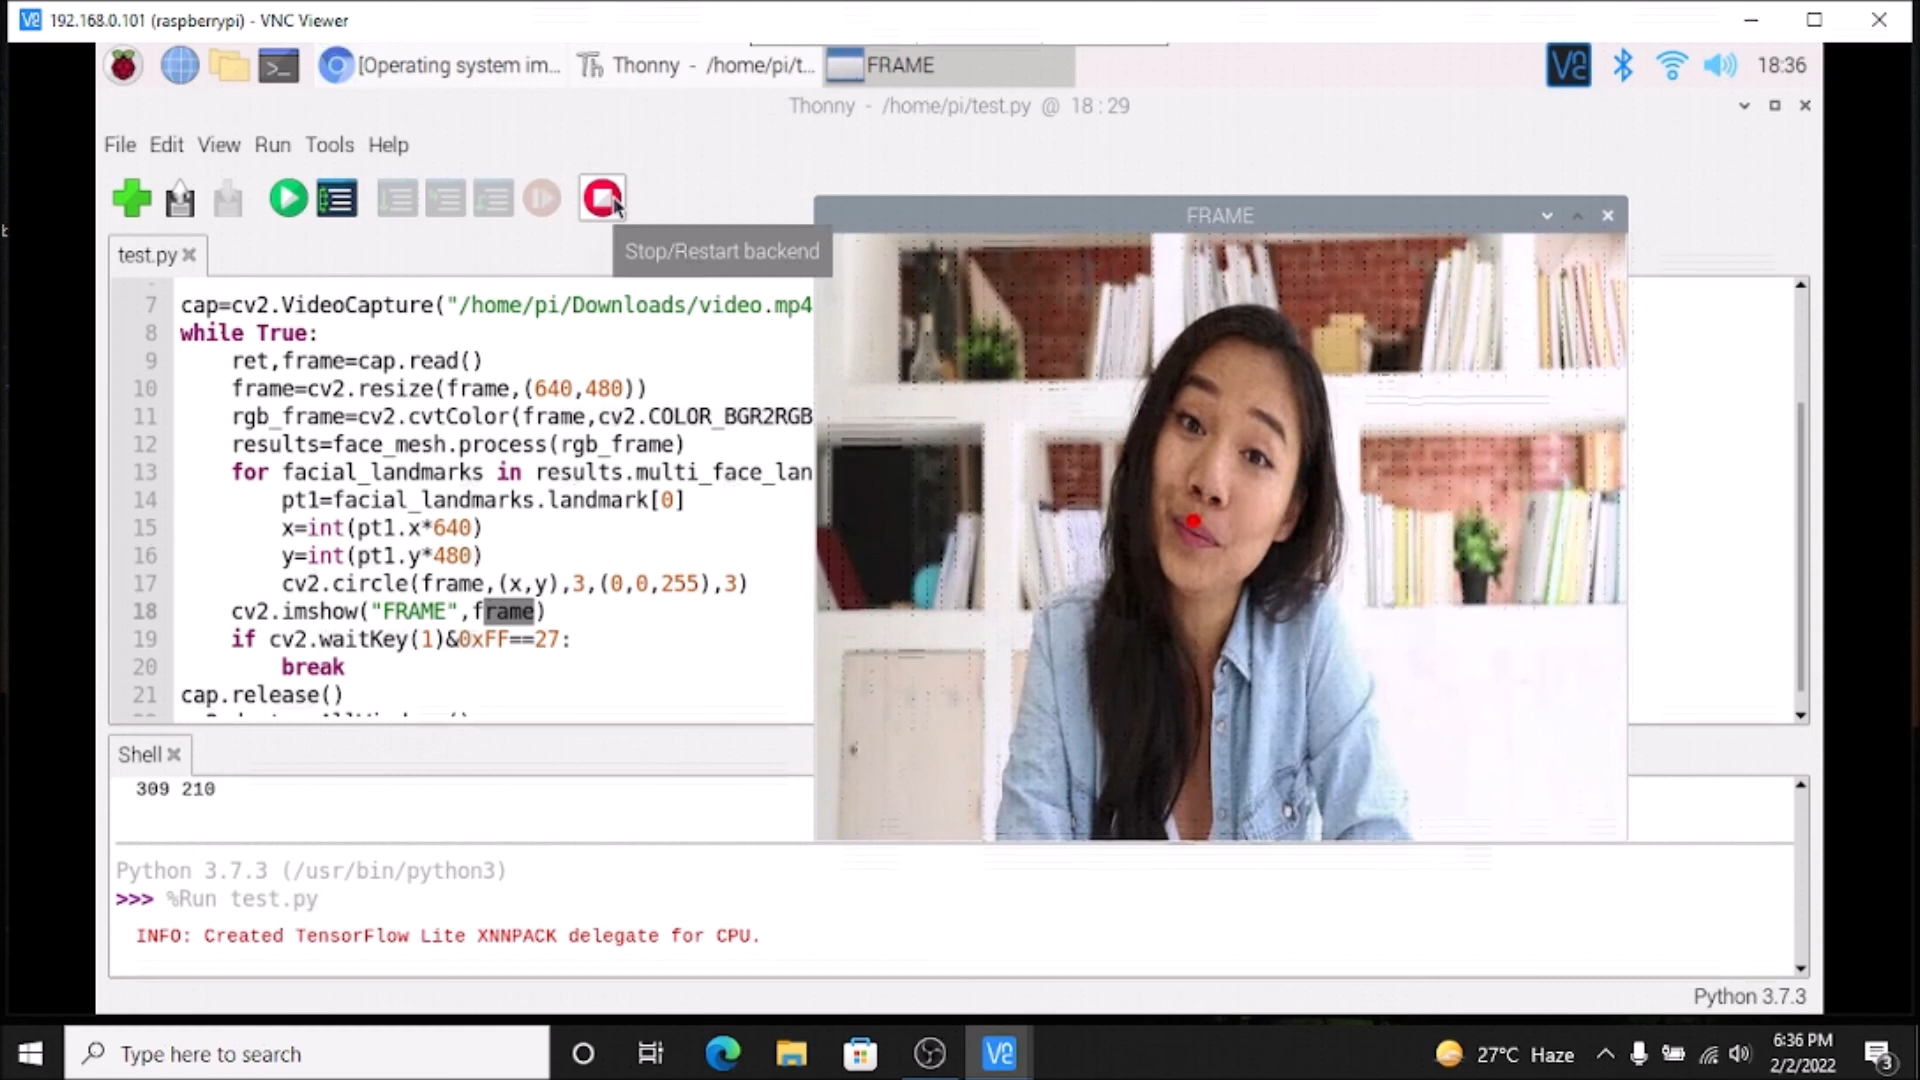 192.168.0.101 (raspberrypi) - VNC Viewer
[Operating system im... Thonny - /home/pi/t... FRAME 18:36
Thonny - /home/pi/test.py @ 18:29
File Edit View Run Tools Help
FRAME
Stop/Restart backend
test.py
7 cap=cv2.VideoCapture("/home/pi/Downloads/video.mp4
8 while True:
9 ret,frame=cap.read()
10 frame=cv2.resize(frame,(640,480))
11 rgb_frame=cv2.cvtColor(frame,cv2.COLOR_BGR2RGB
12 results=face_mesh.process(rgb_frame)
13 for facial_landmarks in results.multi_face_lan
14 pt1=facial_landmarks.landmark[0]
15 x=int(pt1.x*640)
16 y=int(pt1.y*480)
17 cv2.circle(frame,(x,y),3,(0,0,255),3)
18 cv2.imshow("FRAME",frame)
19 if cv2.waitKey(1)&0xFF==27:
20 break
21 cap.release()
Shell
309 210
Python 3.7.3 (/usr/bin/python3)
>>> %Run test.py
INFO: Created TensorFlow Lite XNNPACK delegate for CPU.
Python 3.7.3
Type here to search
27°C Haze
6:36 PM
2/2/2022
3